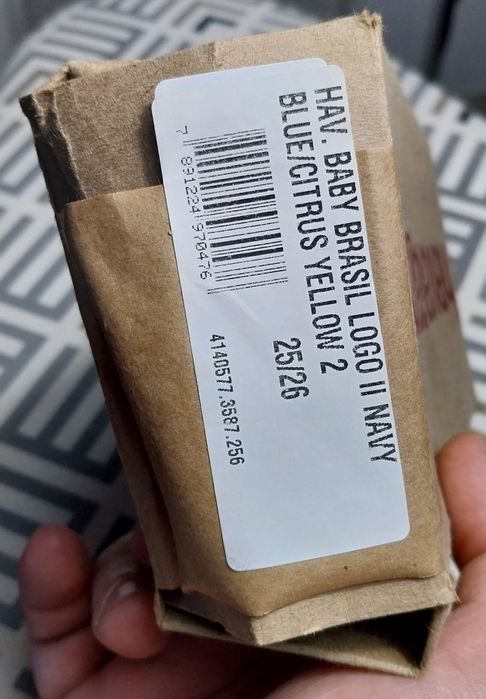 HAV. BABY BRASIL LOGO II NAVY
BLUE/CITRUS YELLOW 2
25/26
7 891224 970476
4140577.3587.256